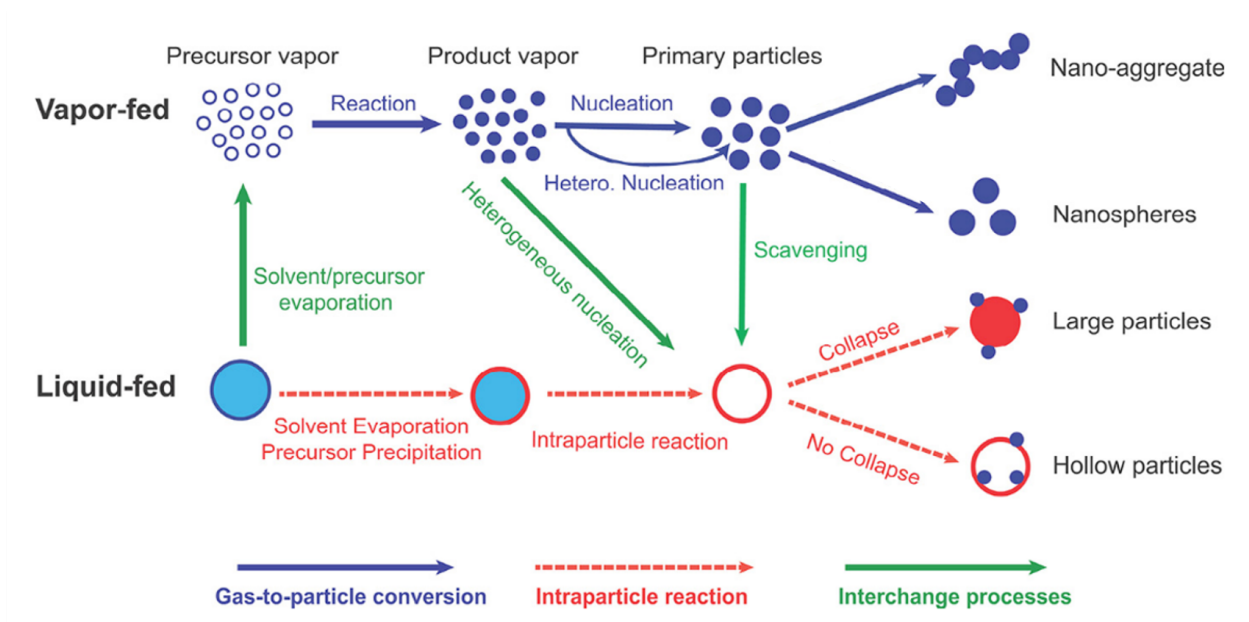 Precursor vapor
Product vapor
Primary particles
Nano-aggregate
Vapor-fed
Reaction
Nucleation
Hetero. Nucleation
Nanospheres
Heterogeneous nucleation
Scavenging
Solvent/precursor
evaporation
Large particles
Collapse
Liquid-fed
Solvent Evaporation
Precursor Precipitation
Intraparticle reaction
No Collapse
Hollow particles
Gas-to-particle conversion
Intraparticle reaction
Interchange processes